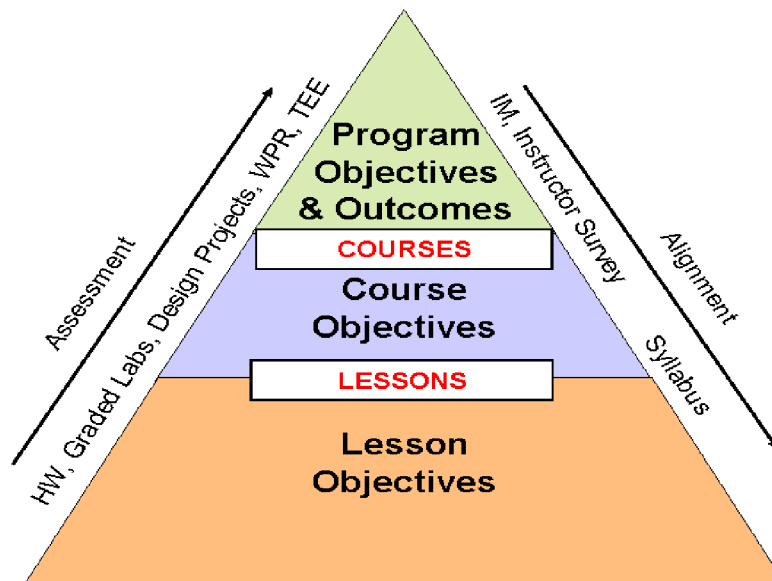 Program
Objectives
& Outcomes
COURSES
Course
Objectives
LESSONS
Lesson
Objectives
Assessment
HW, Graded Labs, Design Projects, WPR, TEE
IM, Instructor Survey
Syllabus
Alignment